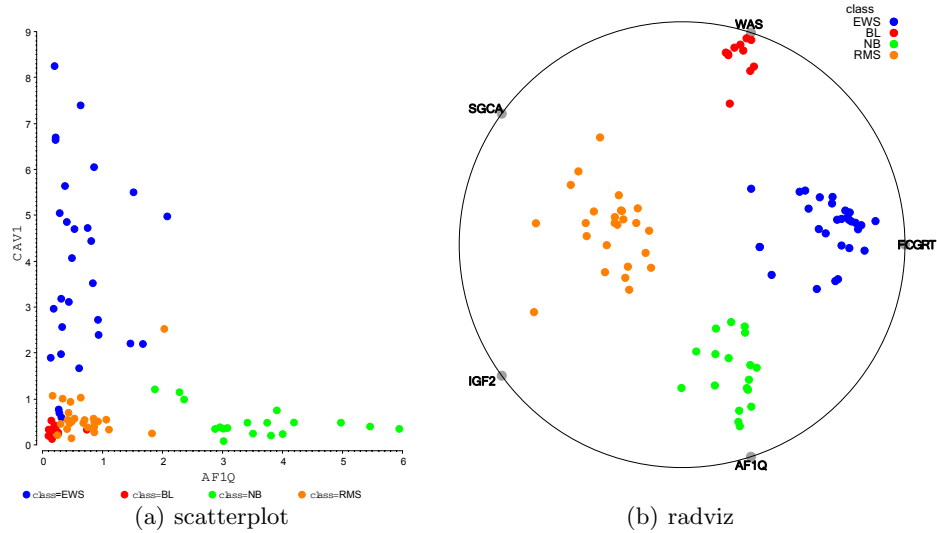 9
8
7
6
5
4
3
2
1
0
CAV1
0 1 2 3 4 5 6
AF1Q
class=EWS class=BL class=NB class=RMS
(a) scatterplot
class
EWS
BL
NB
RMS
WAS
SGCA
FCGRT
IGF2
AF1Q
(b) radviz